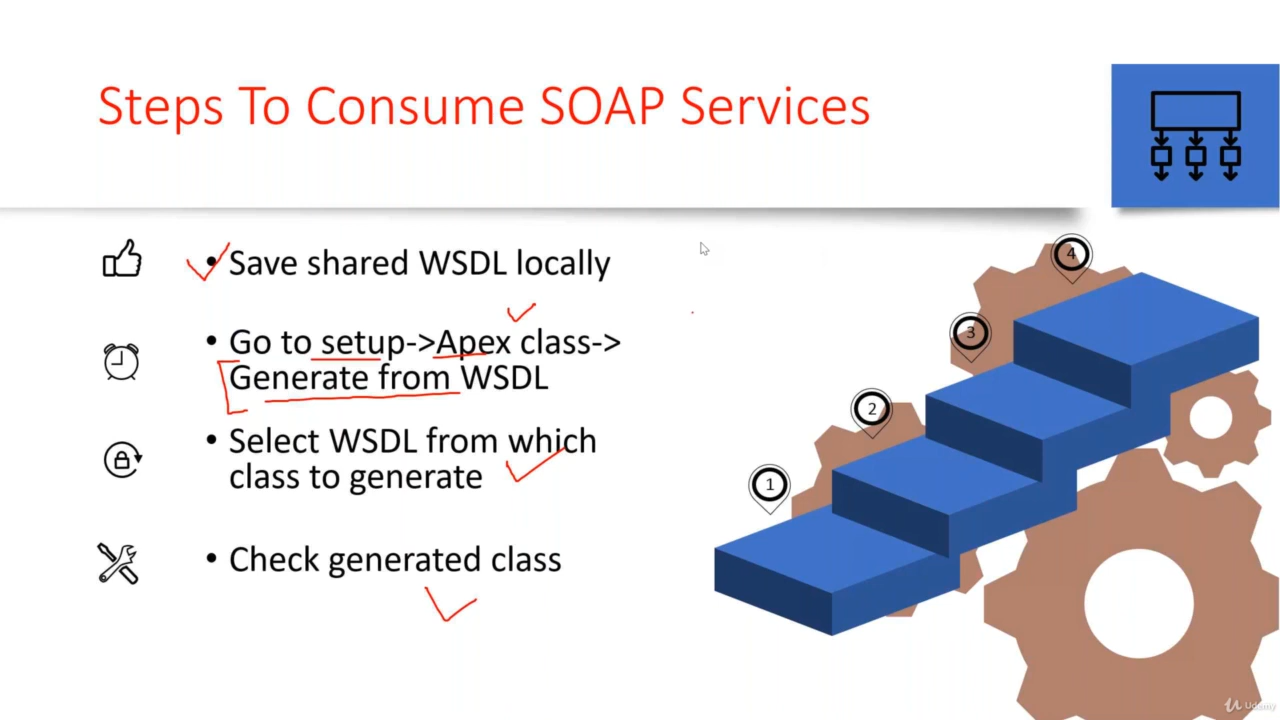 Steps To Consume SOAP Services
• Save shared WSDL locally
• Go to setup->Apex class->
Generate from WSDL
• Select WSDL from which
class to generate
• Check generated class
4
3
2
1
Udemy